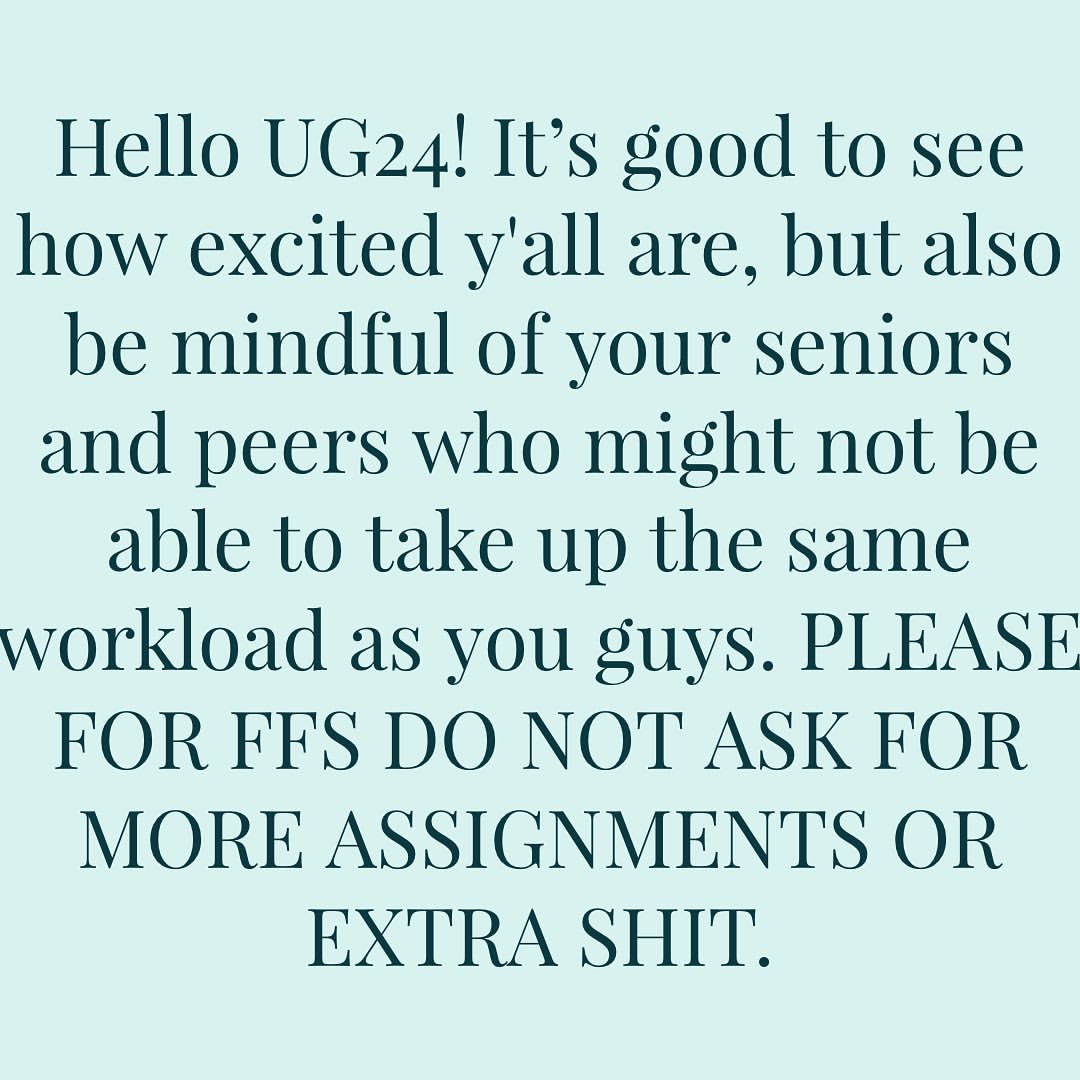 Hello UG24! It’s good to see
how excited y'all are, but also
be mindful of your seniors
and peers who might not be
able to take up the same
workload as you guys. PLEASE
FOR FFS DO NOT ASK FOR
MORE ASSIGNMENTS OR
EXTRA SHIT.